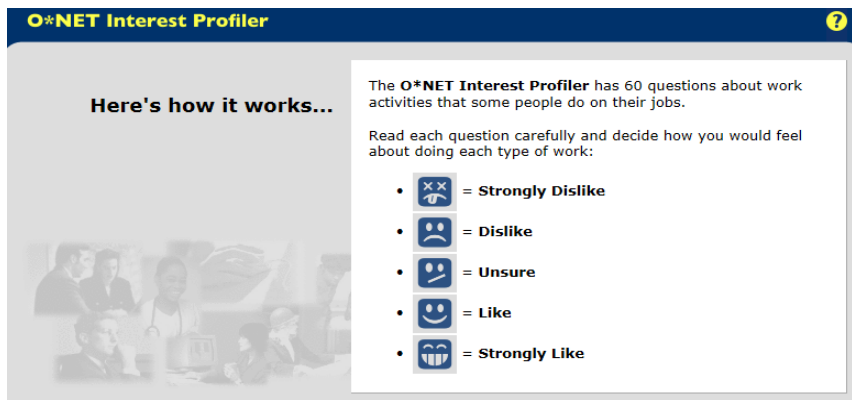 O*NET Interest Profiler
?
Here's how it works...
The O*NET Interest Profiler has 60 questions about work
activities that some people do on their jobs.
Read each question carefully and decide how you would feel
about doing each type of work:
• = Strongly Dislike
• = Dislike
• = Unsure
• = Like
• = Strongly Like